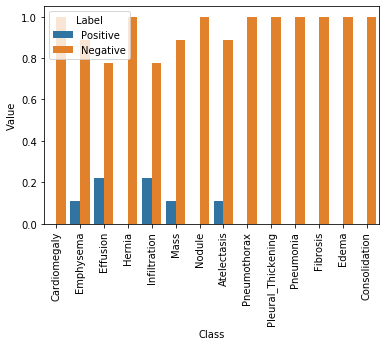 Label
Positive
Negative
1.0
0.8
0.6
0.4
0.2
0.0
Value
Cardiomegaly
Emphysema
Effusion
Hernia
Infiltration
Mass
Nodule
Atelectasis
Pneumothorax
Pleural_Thickening
Pneumonia
Fibrosis
Edema
Consolidation
Class